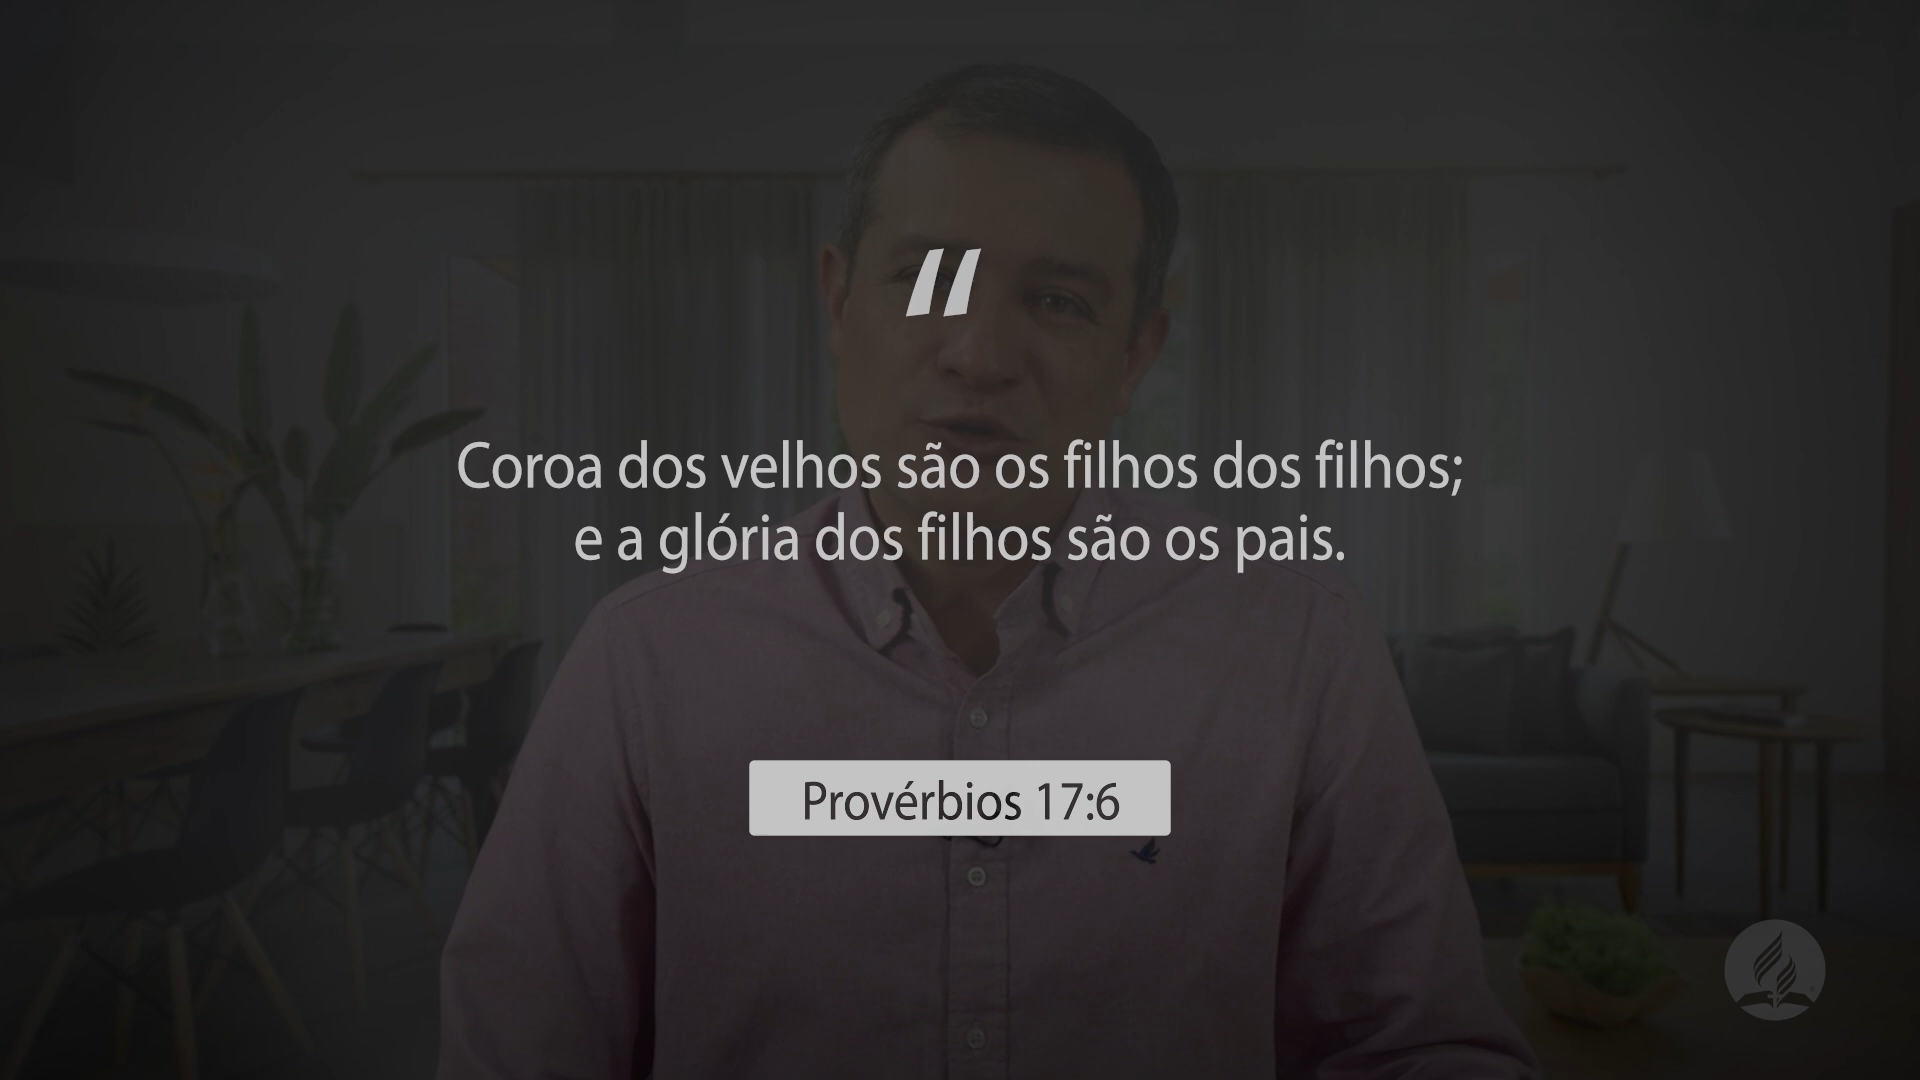 “
Coroa dos velhos são os filhos dos filhos;
e a glória dos filhos são os pais.
Provérbios 17:6